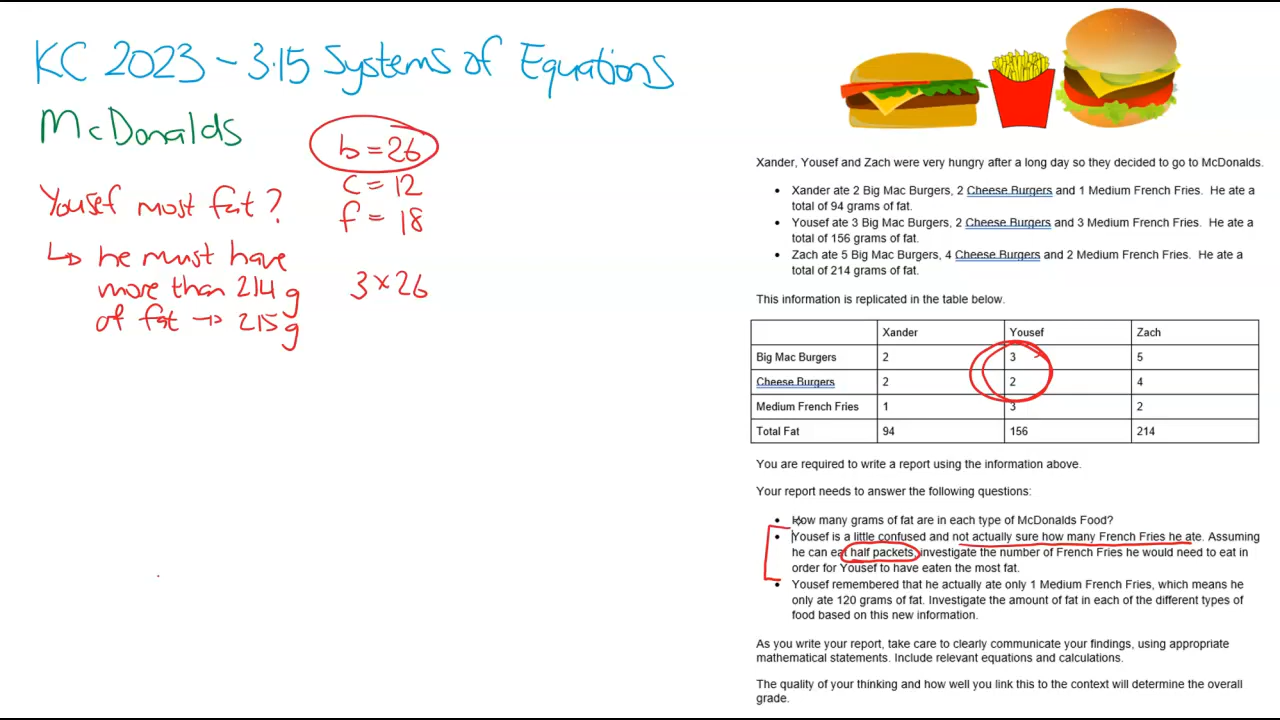 KC 2023 - 3.15 Systems of Equations
McDonalds
Yousef most fat?
↳ he must have
more than 214 g
of fat → 215g
b = 26
c = 12
f = 18
3 × 26
Xander, Yousef and Zach were very hungry after a long day so they decided to go to McDonalds.
• Xander ate 2 Big Mac Burgers, 2 Cheese Burgers and 1 Medium French Fries. He ate a
total of 94 grams of fat.
• Yousef ate 3 Big Mac Burgers, 2 Cheese Burgers and 3 Medium French Fries. He ate a
total of 156 grams of fat.
• Zach ate 5 Big Mac Burgers, 4 Cheese Burgers and 2 Medium French Fries. He ate a
total of 214 grams of fat.
This information is replicated in the table below.
Xander Yousef Zach
Big Mac Burgers 2 3 5
Cheese Burgers 2 2 4
Medium French Fries 1 3 2
Total Fat 94 156 214
You are required to write a report using the information above.
Your report needs to answer the following questions:
• How many grams of fat are in each type of McDonalds Food?
• Yousef is a little confused and not actually sure how many French Fries he ate. Assuming
he can eat half packets, investigate the number of French Fries he would need to eat in
order for Yousef to have eaten the most fat.
• Yousef remembered that he actually ate only 1 Medium French Fries, which means he
only ate 120 grams of fat. Investigate the amount of fat in each of the different types of
food based on this new information.
As you write your report, take care to clearly communicate your findings, using appropriate
mathematical statements. Include relevant equations and calculations.
The quality of your thinking and how well you link this to the context will determine the overall
grade.